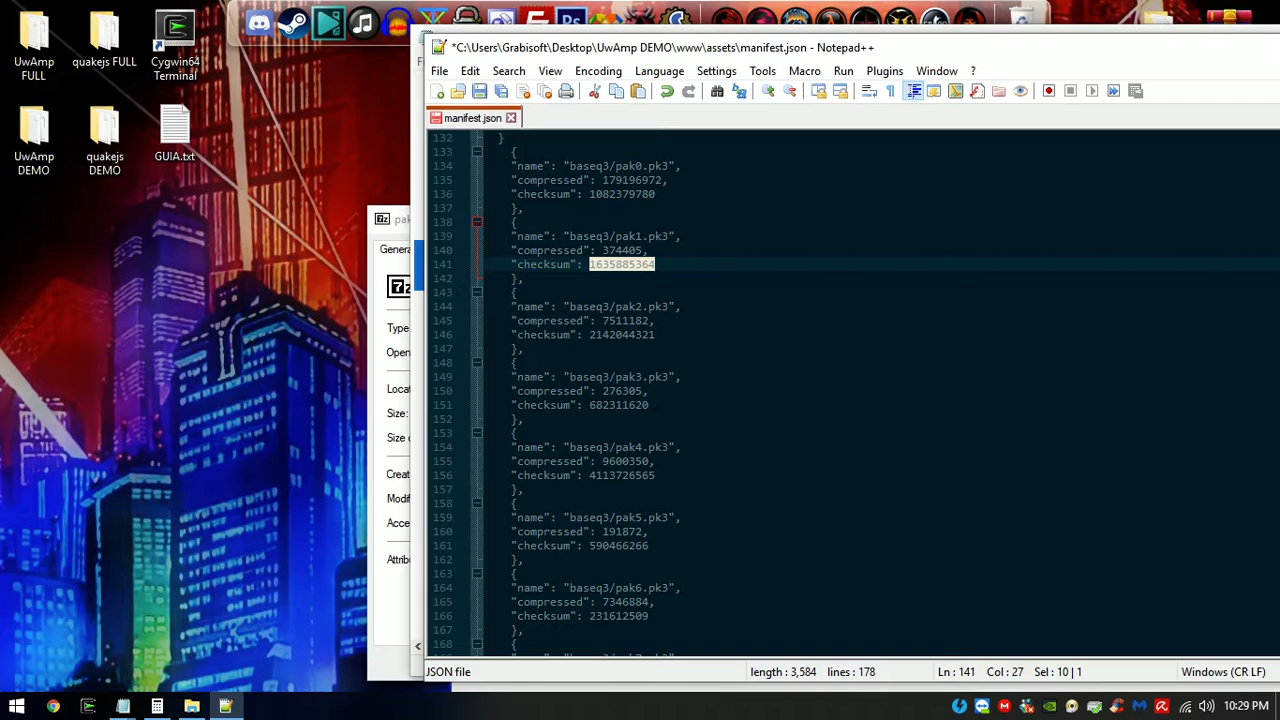 UwAmp FULL
quakejs FULL
Cygwin64 Terminal
UwAmp DEMO
quakejs DEMO
GUIA.txt
*C:\Users\Grabisoft\Desktop\UwAmp DEMO\www\assets\manifest.json - Notepad++
File Edit Search View Encoding Language Settings Tools Macro Run Plugins Window ?
manifest.json
132 }
133 {
134 "name": "baseq3/pak0.pk3",
135 "compressed": 179196972,
136 "checksum": 1082379780
137 },
138 {
139 "name": "baseq3/pak1.pk3",
140 "compressed": 374405,
141 "checksum": 1635885364
142 },
143 {
144 "name": "baseq3/pak2.pk3",
145 "compressed": 7511182,
146 "checksum": 2142044321
147 },
148 {
149 "name": "baseq3/pak3.pk3",
150 "compressed": 276305,
151 "checksum": 682311620
152 },
153 {
154 "name": "baseq3/pak4.pk3",
155 "compressed": 9600350,
156 "checksum": 4113726565
157 },
158 {
159 "name": "baseq3/pak5.pk3",
160 "compressed": 191872,
161 "checksum": 590466266
162 },
163 {
164 "name": "baseq3/pak6.pk3",
165 "compressed": 7346884,
166 "checksum": 231612509
167 },
168 {
7z pak
Genera
7z
Type
Open
Locat
Size:
Size o
Creat
Modif
Acce
Attrib
JSON file length : 3,584 lines : 178 Ln : 141 Col : 27 Sel : 10 | 1 Windows (CR LF)
10:29 PM